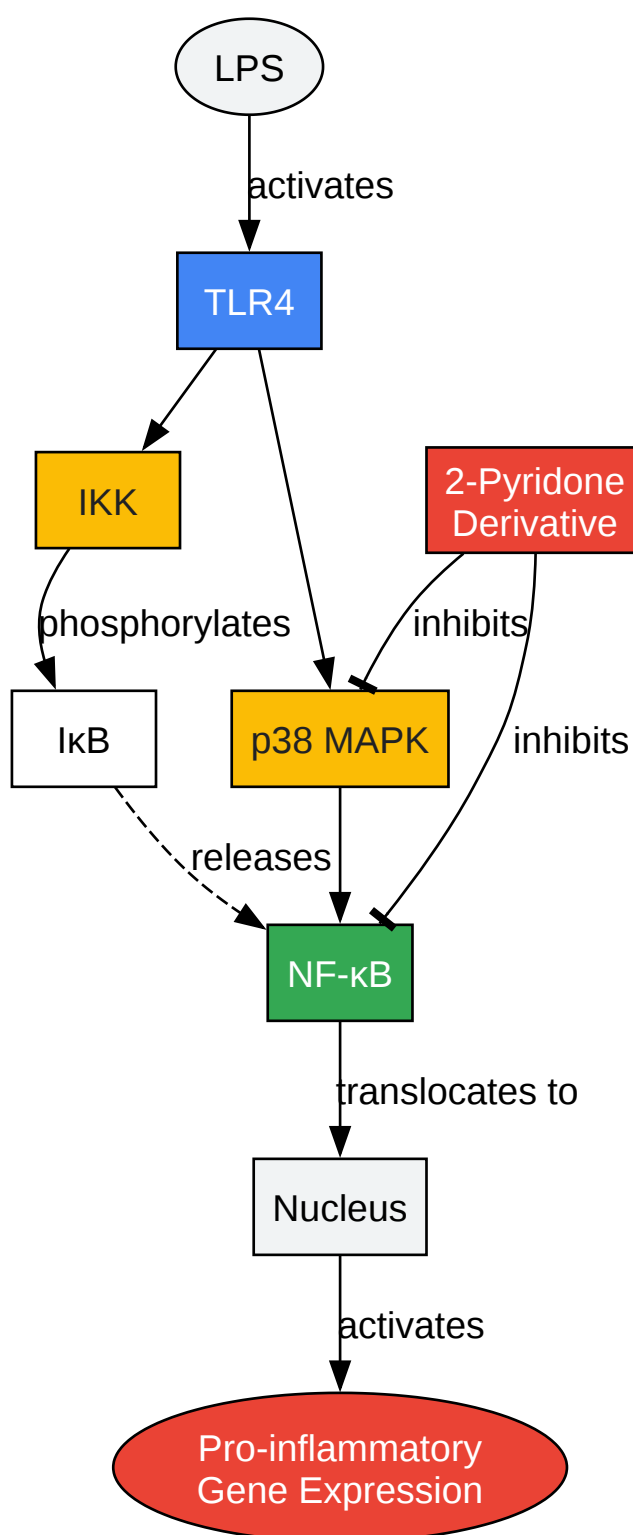 LPS
activates
TLR4
IKK
2-Pyridone
Derivative
phosphorylates
inhibits
IκB
p38 MAPK
inhibits
releases
NF-κB
translocates to
Nucleus
activates
Pro-inflammatory
Gene Expression